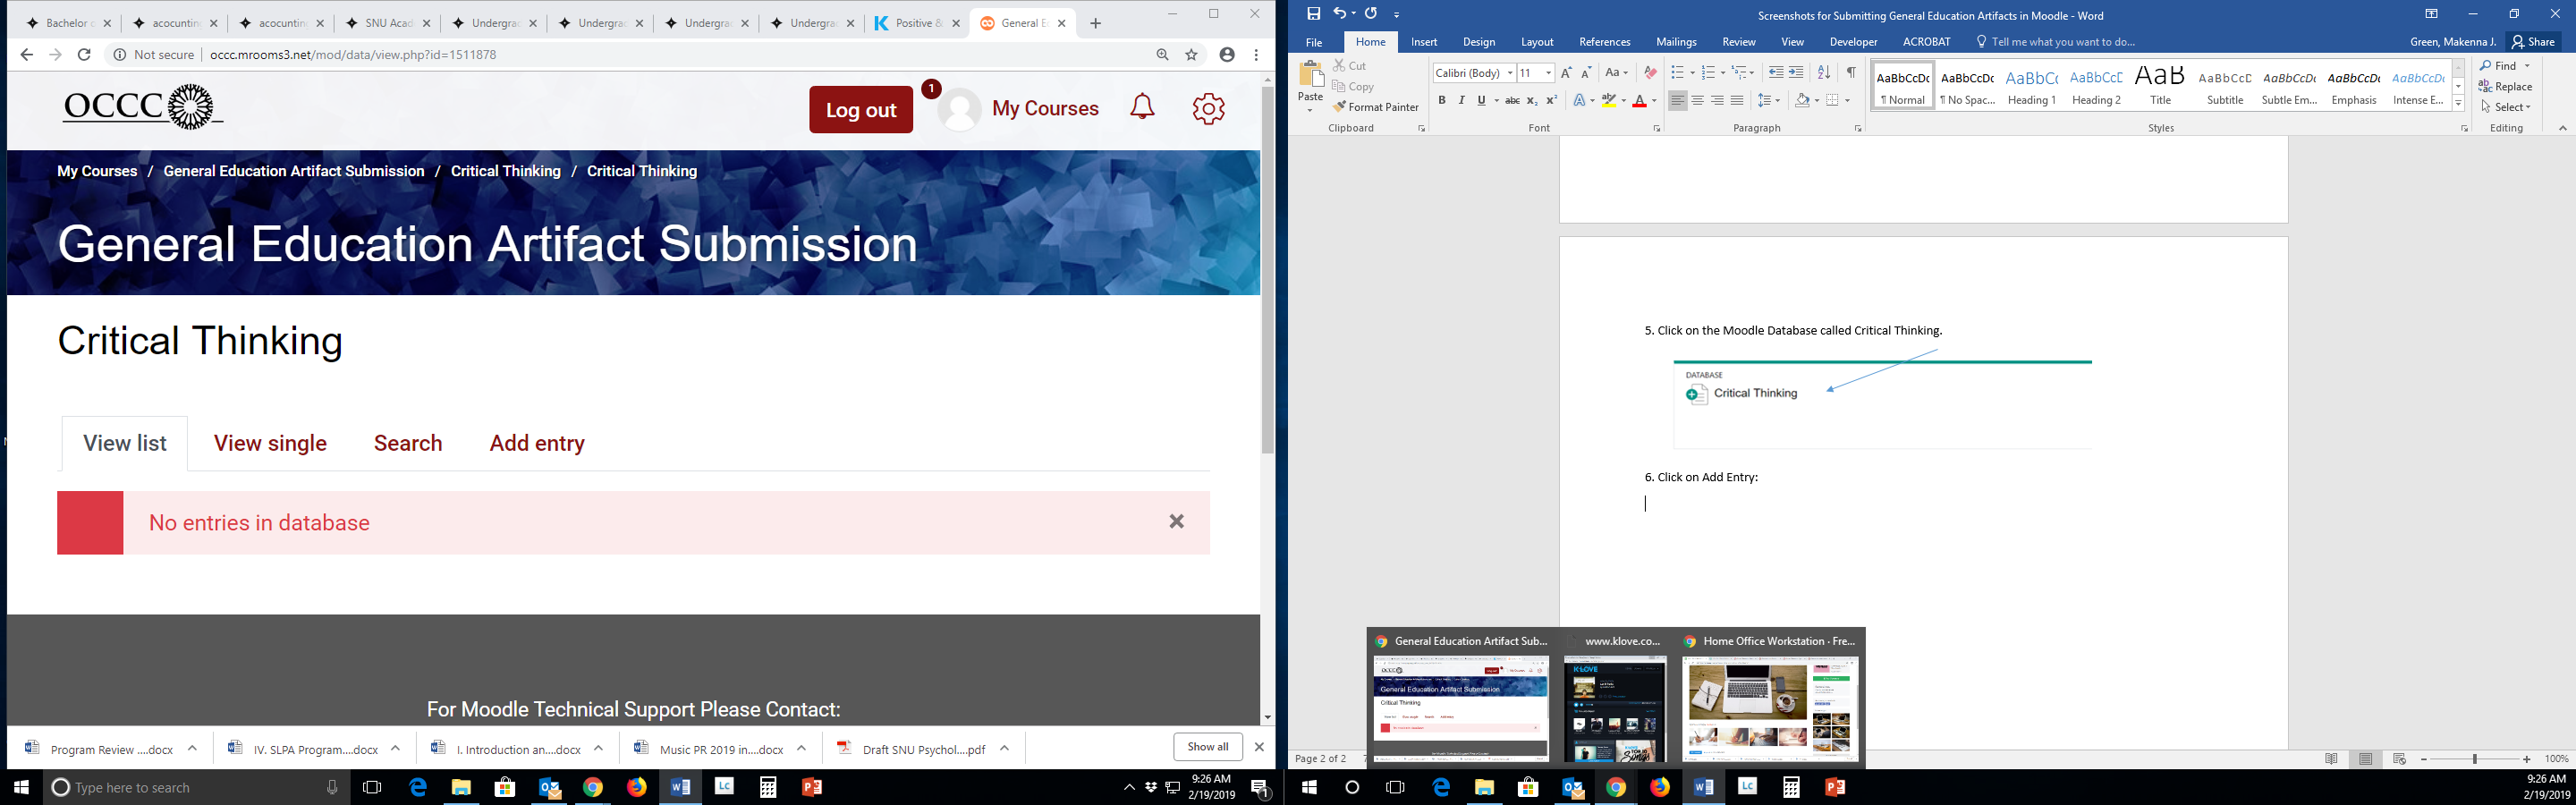 Bachelor o
acocuntin
acocuntin
SNU Acad
Undergra
Undergra
Undergra
Undergra
Positive &
General E
Not secure | occc.mrooms3.net/mod/data/view.php?id=1511878
OCCC
Log out
1
My Courses
My Courses / General Education Artifact Submission / Critical Thinking / Critical Thinking
General Education Artifact Submission
Critical Thinking
View list
View single
Search
Add entry
No entries in database
For Moodle Technical Support Please Contact:
Program Review ....docx
IV. SLPA Program....docx
I. Introduction an....docx
Music PR 2019 in....docx
Draft SNU Psychol....pdf
Show all
Type here to search
9:26 AM
2/19/2019
Screenshots for Submitting General Education Artifacts in Moodle - Word
File
Home
Insert
Design
Layout
References
Mailings
Review
View
Developer
ACROBAT
Tell me what you want to do...
Green, Makenna J.
Share
Paste
Cut
Copy
Format Painter
Clipboard
Calibri (Body)
11
Font
Paragraph
AaBbCcDc
¶ Normal
AaBbCcDc
¶ No Spac...
AaBbCc
Heading 1
AaBbCcD
Heading 2
AaB
Title
AaBbCcD
Subtitle
AaBbCcDc
Subtle Em...
AaBbCcDc
Emphasis
AaBbCcDc
Intense E...
Styles
Find
Replace
Select
Editing
5. Click on the Moodle Database called Critical Thinking.
DATABASE
Critical Thinking
6. Click on Add Entry:
General Education Artifact Sub...
www.klove.co...
Home Office Workstation · Fre...
General Education Artifact Submission
Critical Thinking
K-LOVE
Page 2 of 2
100%
9:26 AM
2/19/2019